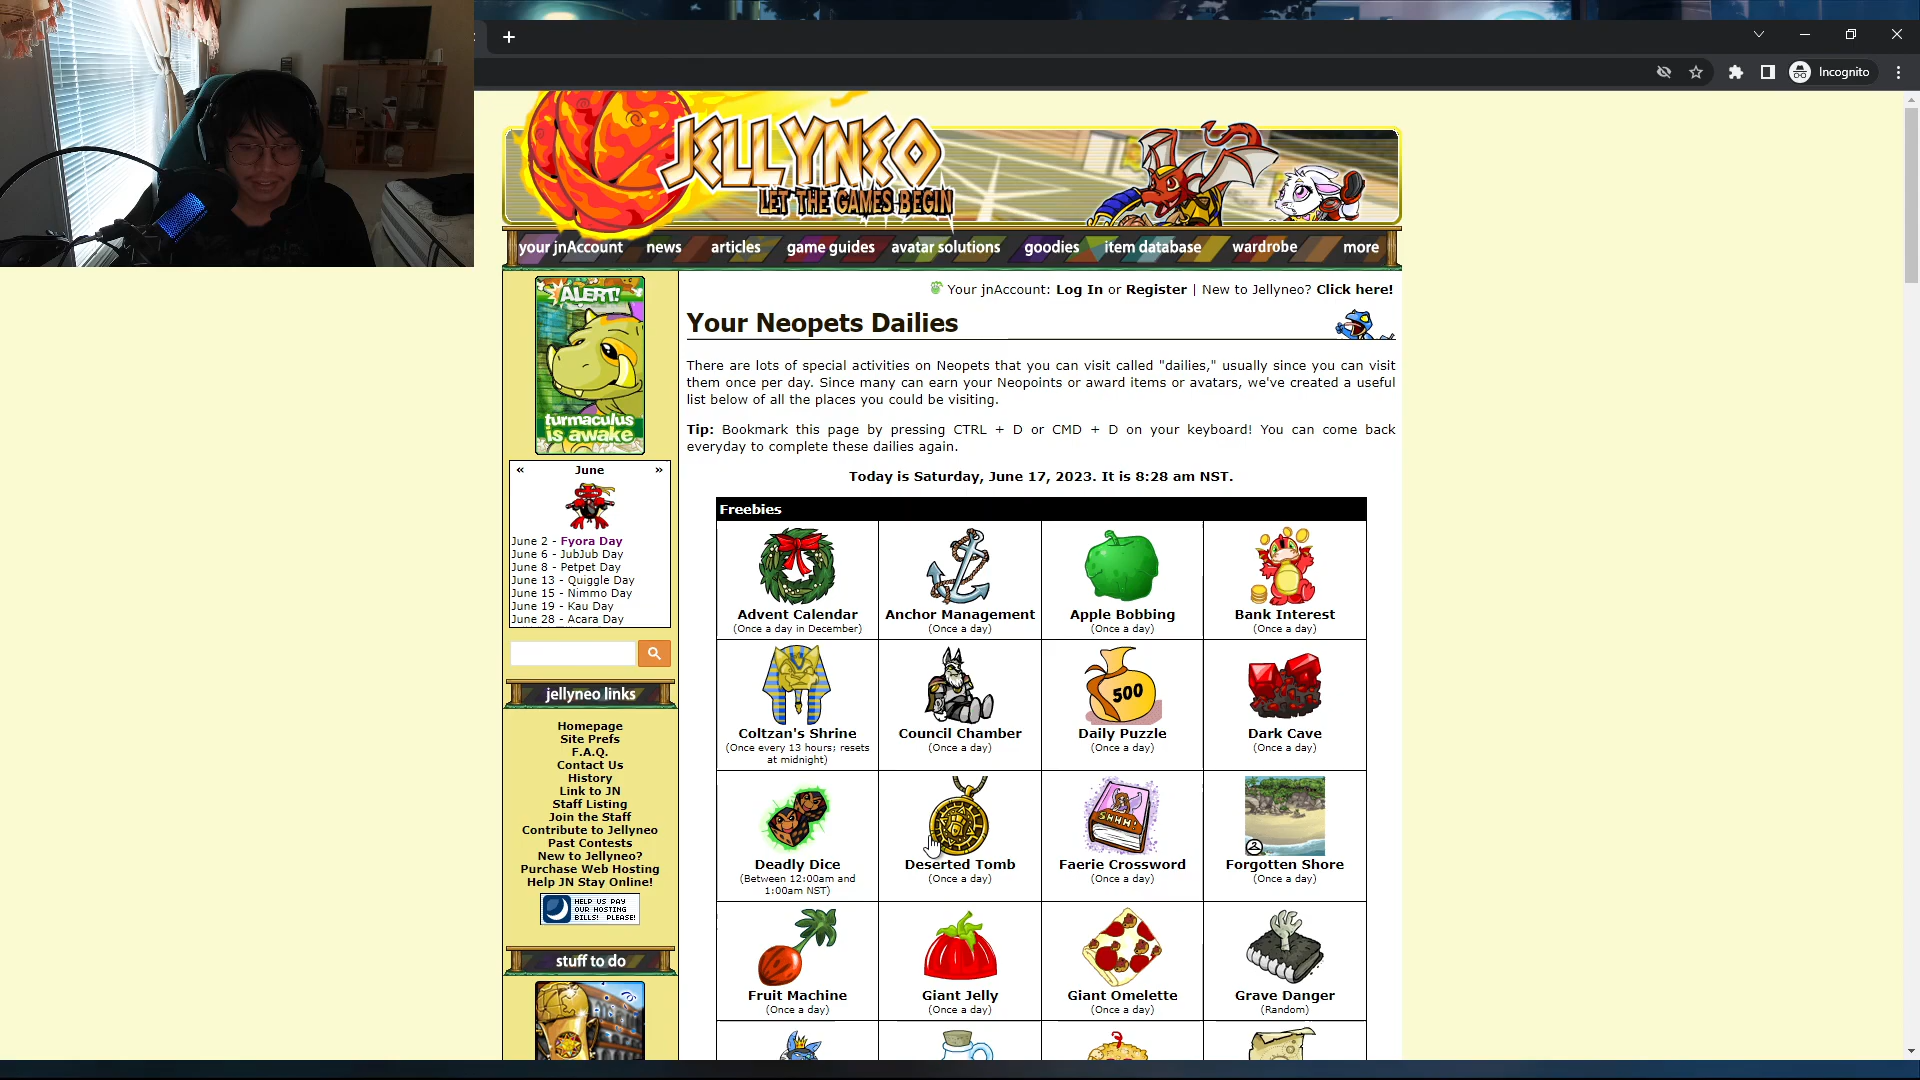 Incognito
JELLYNEO
LET THE GAMES BEGIN
your jnAccount news articles game guides avatar solutions goodies item database wardrobe more
ALERT!
turmaculus
is awake
Your jnAccount: Log In or Register | New to Jellyneo? Click here!
Your Neopets Dailies
There are lots of special activities on Neopets that you can visit called "dailies," usually since you can visit
them once per day. Since many can earn your Neopoints or award items or avatars, we've created a useful
list below of all the places you could be visiting.
Tip: Bookmark this page by pressing CTRL + D or CMD + D on your keyboard! You can come back
everyday to complete these dailies again.
Today is Saturday, June 17, 2023. It is 8:28 am NST.
« June »
June 2 - Fyora Day
June 6 - JubJub Day
June 8 - Petpet Day
June 13 - Quiggle Day
June 15 - Nimmo Day
June 19 - Kau Day
June 28 - Acara Day
jellyneo links
Homepage
Site Prefs
F.A.Q.
Contact Us
History
Link to JN
Staff Listing
Join the Staff
Contribute to Jellyneo
Past Contests
New to Jellyneo?
Purchase Web Hosting
Help JN Stay Online!
HELP US PAY
OUR HOSTING
BILLS! PLEASE!
stuff to do
Freebies
Advent Calendar
(Once a day in December)
Anchor Management
(Once a day)
Apple Bobbing
(Once a day)
Bank Interest
(Once a day)
Coltzan's Shrine
(Once every 13 hours; resets
at midnight)
Council Chamber
(Once a day)
500
Daily Puzzle
(Once a day)
Dark Cave
(Once a day)
Deadly Dice
(Between 12:00am and
1:00am NST)
Deserted Tomb
(Once a day)
SHHH!
Faerie Crossword
(Once a day)
Forgotten Shore
(Once a day)
Fruit Machine
(Once a day)
Giant Jelly
(Once a day)
Giant Omelette
(Once a day)
Grave Danger
(Random)